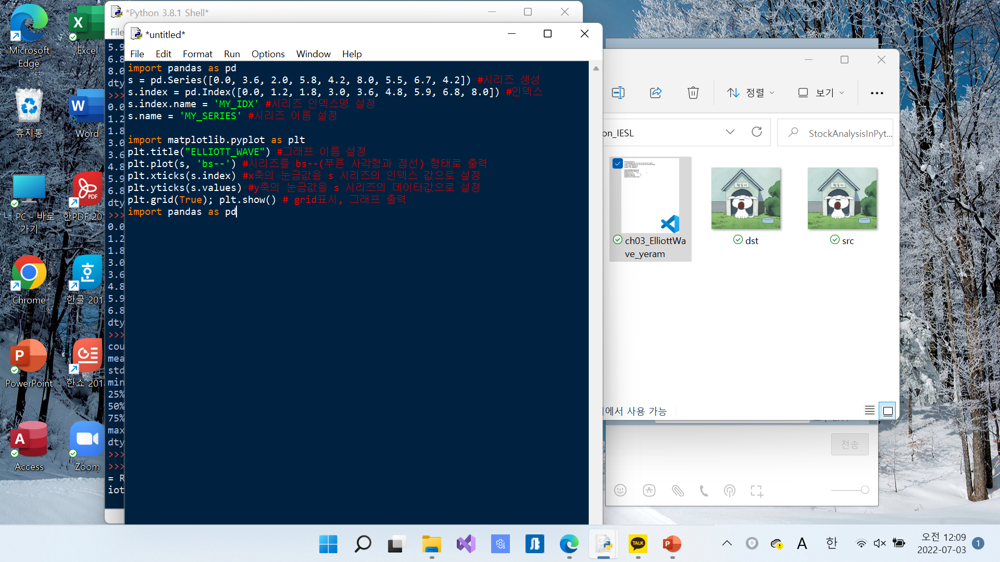 *Python 3.8.1 Shell*
File
*untitled*
File Edit Format Run Options Window Help
import pandas as pd
s = pd.Series([0.0, 3.6, 2.0, 5.8, 4.2, 8.0, 5.5, 6.7, 4.2]) #시리즈 생성
s.index = pd.Index([0.0, 1.2, 1.8, 3.0, 3.6, 4.8, 5.9, 6.8, 8.0]) #인덱스
s.index.name = 'MY_IDX' #시리즈 인덱스명 설정
s.name = 'MY_SERIES' #시리즈 이름 설정
import matplotlib.pyplot as plt
plt.title("ELLIOTT_WAVE") #그래프 이름 설정
plt.plot(s, 'bs--') #시리즈를 bs--(푸른 사각형과 점선) 형태로 출력
plt.xticks(s.index) #x축의 눈금값을 s 시리즈의 인덱스 값으로 설정
plt.yticks(s.values) #y축의 눈금값을 s 시리즈의 데이터값으로 설정
plt.grid(True); plt.show() # grid표시, 그래프 출력
import pandas as pd
5.9
6.8
8.0
dty
>>>
0.0
1.2
1.8
3.0
3.6
4.8
5.9
6.8
dty
>>>
0.0
1.2
1.8
3.0
3.6
4.8
5.9
6.8
dty
>>>
cou
mea
std
min
25%
50%
75%
max
dty
>>>
>>>
= R
iot
Microsoft
Edge
Excel
휴지통
Word
내 PC - 바로
가기
한PDF 20
PDF
Chrome
한글 201
PowerPoint
한쇼 201
Access
Zoom
정렬
보기
on_IESL
StockAnalysisInPyt...
ch03_ElliottWa
ve_yeram
dst
src
흰둥이
흰둥이
에서 사용 가능
전송
TALK
A
한
오전 12:09
2022-07-03
1